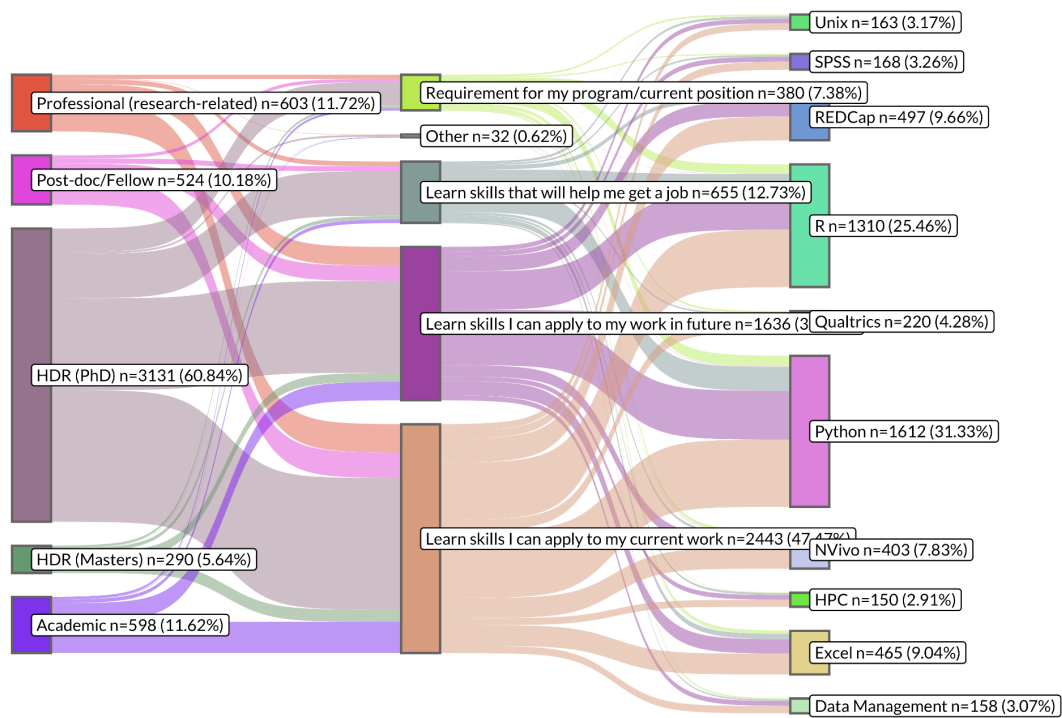 Professional (research-related) n=603 (11.72%)
Post-doc/Fellow n=524 (10.18%)
HDR (PhD) n=3131 (60.84%)
HDR (Masters) n=290 (5.64%)
Academic n=598 (11.62%)
Requirement for my program/current position n=380 (7.38%)
Other n=32 (0.62%)
Learn skills that will help me get a job n=655 (12.73%)
Learn skills I can apply to my work in future n=1636 (3
Learn skills I can apply to my current work n=2443 (47.47%)
Unix n=163 (3.17%)
SPSS n=168 (3.26%)
REDCap n=497 (9.66%)
R n=1310 (25.46%)
Qualtrics n=220 (4.28%)
Python n=1612 (31.33%)
NVivo n=403 (7.83%)
HPC n=150 (2.91%)
Excel n=465 (9.04%)
Data Management n=158 (3.07%)